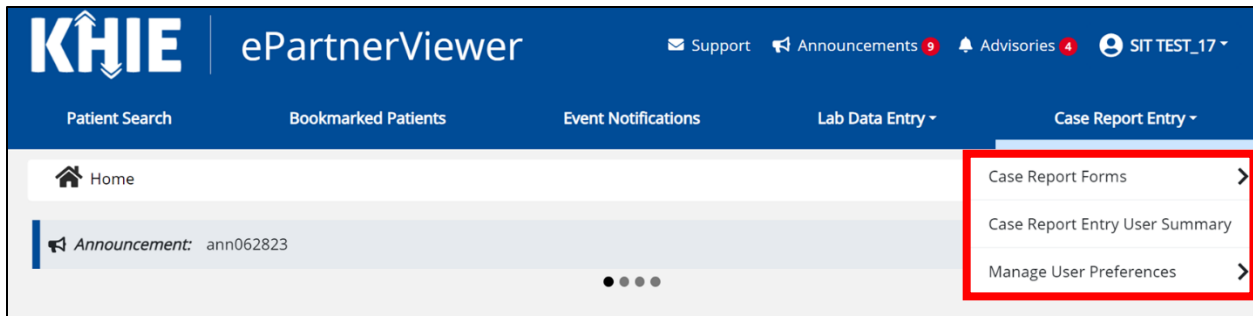 KHIE ePartnerViewer Support Announcements 9 Advisories 4 SIT TEST_17
Patient Search Bookmarked Patients Event Notifications Lab Data Entry Case Report Entry
Home
Case Report Forms
Case Report Entry User Summary
Announcement: ann062823
Manage User Preferences